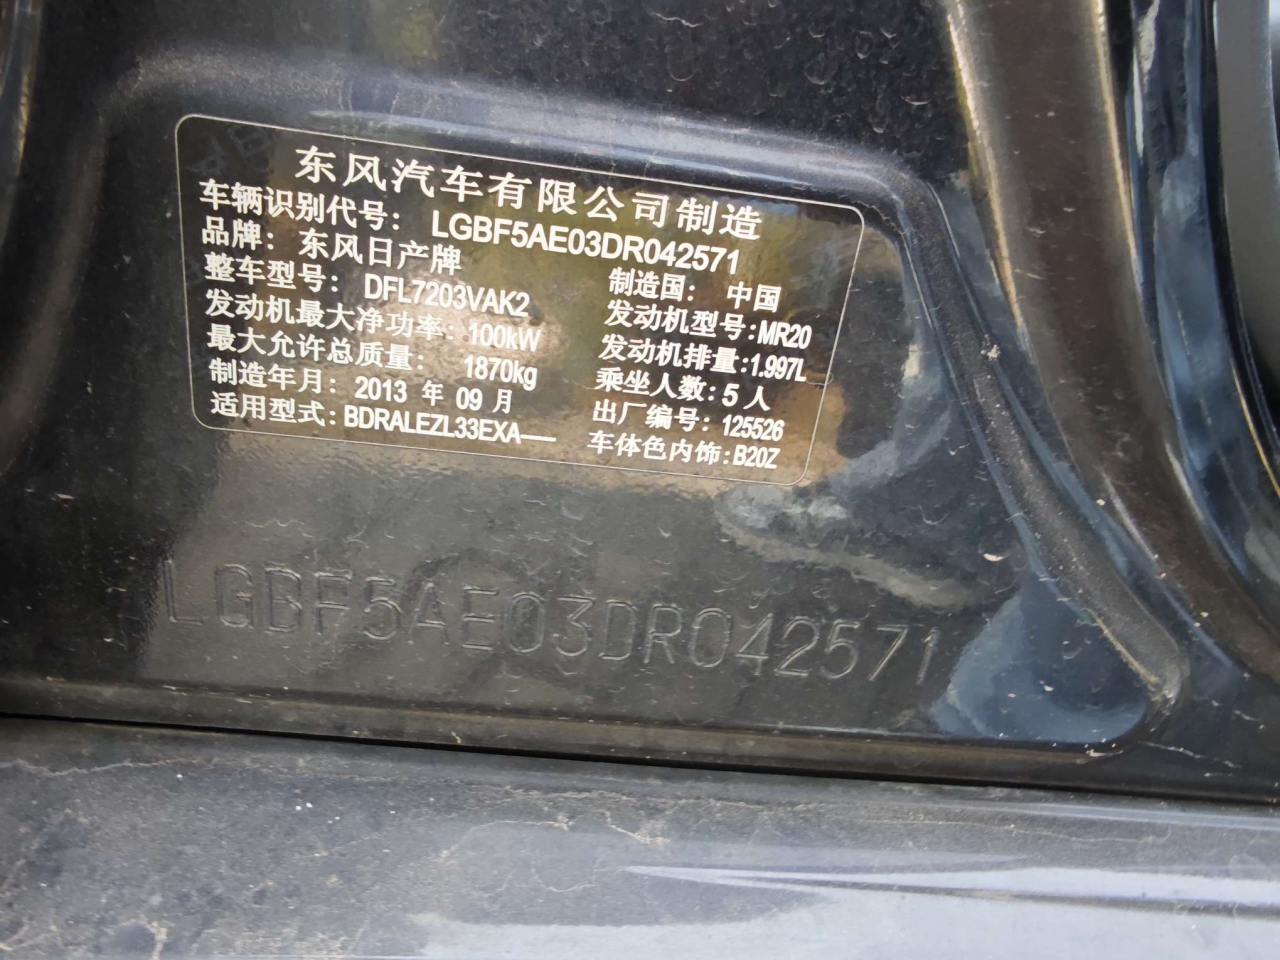 东风汽车有限公司制造
车辆识别代号: LGBF5AE03DR042571
品牌: 东风日产牌 制造国: 中国
整车型号: DFL7203VAK2 发动机型号:MR20
发动机最大净功率: 100kW 发动机排量:1.997L
最大允许总质量: 1870kg 乘坐人数:5人
制造年月: 2013 年 09 月 出厂编号: 125526
适用型式: BDRALEZL33EXA— 车体色内饰:B20Z
LGBF5AE03DR042571